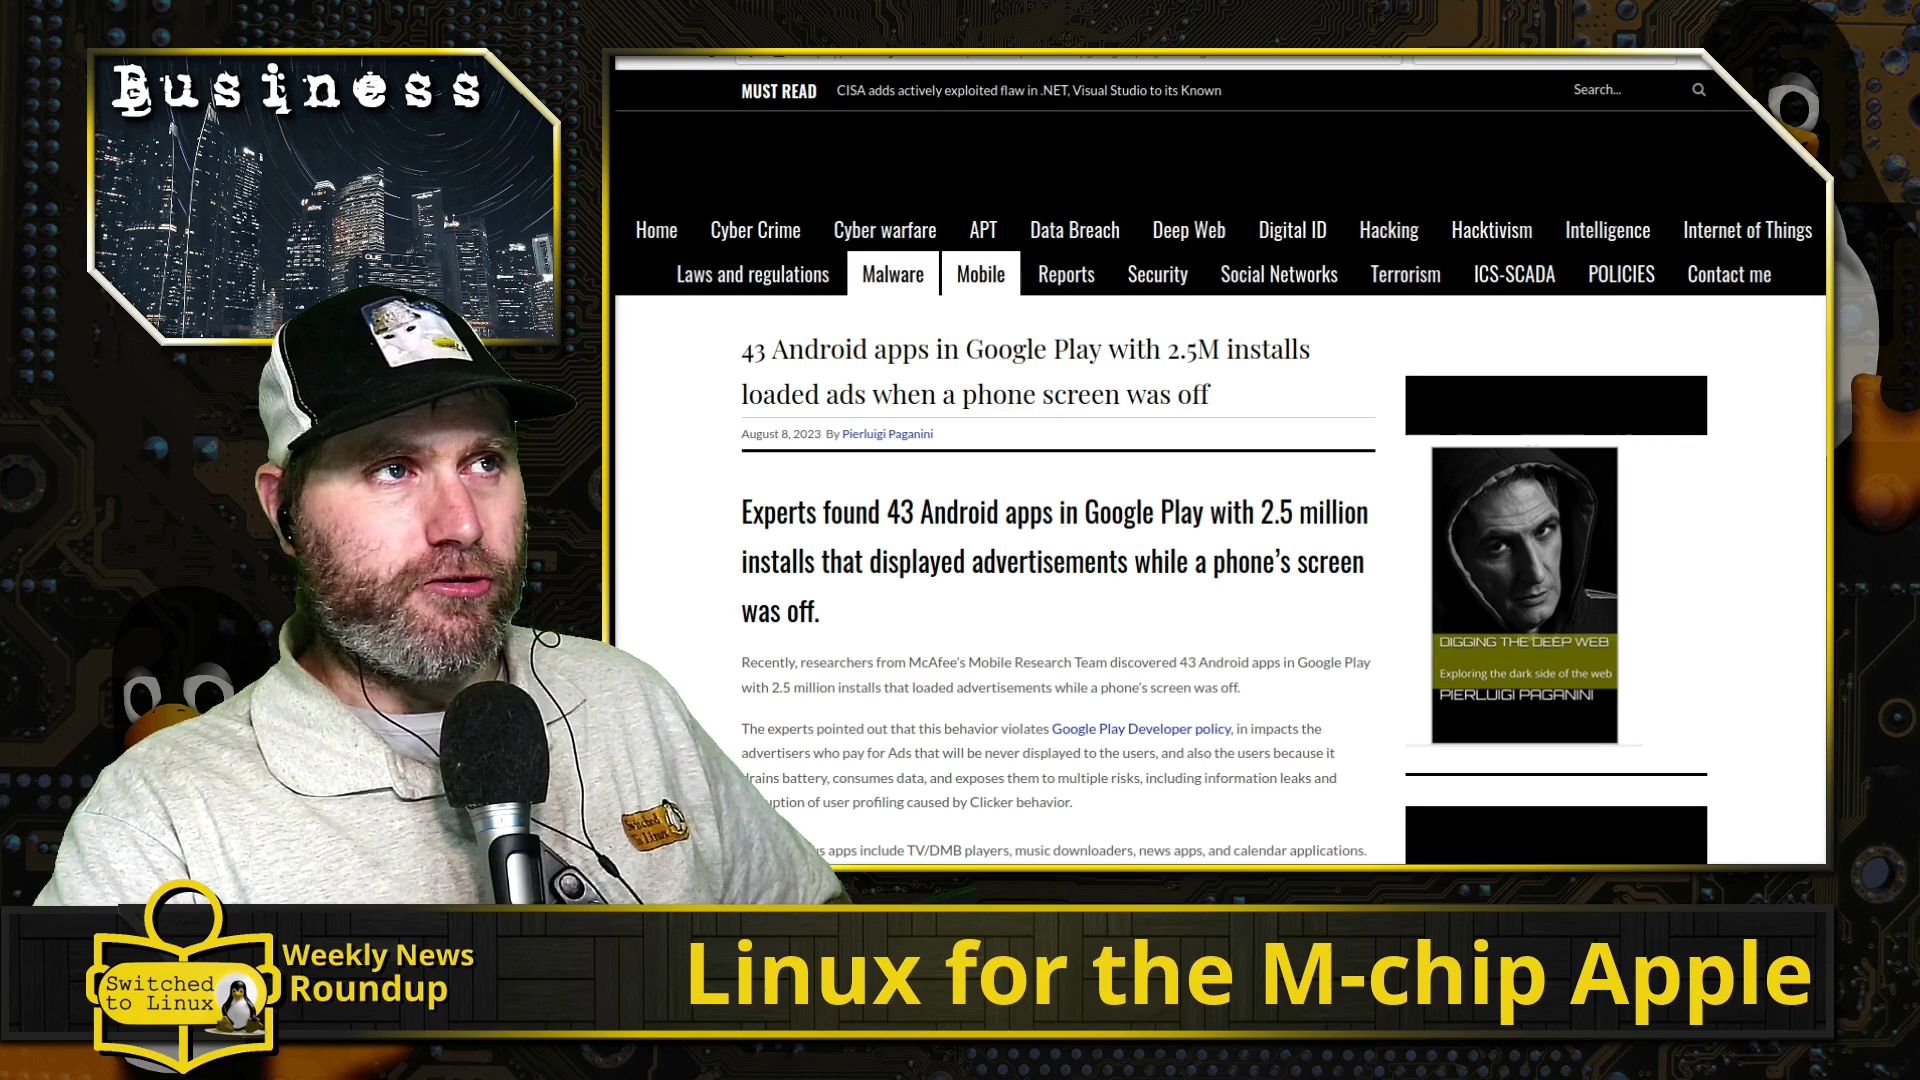 Business
MUST READ
CISA adds actively exploited flaw in .NET, Visual Studio to its Known
Search...
Home
Cyber Crime
Cyber warfare
APT
Data Breach
Deep Web
Digital ID
Hacking
Hacktivism
Intelligence
Internet of Things
Laws and regulations
Malware
Mobile
Reports
Security
Social Networks
Terrorism
ICS-SCADA
POLICIES
Contact me
43 Android apps in Google Play with 2.5M installs
loaded ads when a phone screen was off
August 8, 2023 By Pierluigi Paganini
Experts found 43 Android apps in Google Play with 2.5 million
installs that displayed advertisements while a phone's screen
was off.
Recently, researchers from McAfee's Mobile Research Team discovered 43 Android apps in Google Play
with 2.5 million installs that loaded advertisements while a phone's screen was off.
The experts pointed out that this behavior violates Google Play Developer policy, in impacts the
advertisers who pay for Ads that will be never displayed to the users, and also the users because it
drains battery, consumes data, and exposes them to multiple risks, including information leaks and
of user profiling caused by Clicker behavior.
apps include TV/DMB players, music downloaders, news apps, and calendar applications.
DIGGING THE DEEP WEB
Exploring the dark side of the web
PIERLUIGI PAGANINI
Switched
To Linux
Switched
to Linux
Weekly News
Roundup
Linux for the M-chip Apple